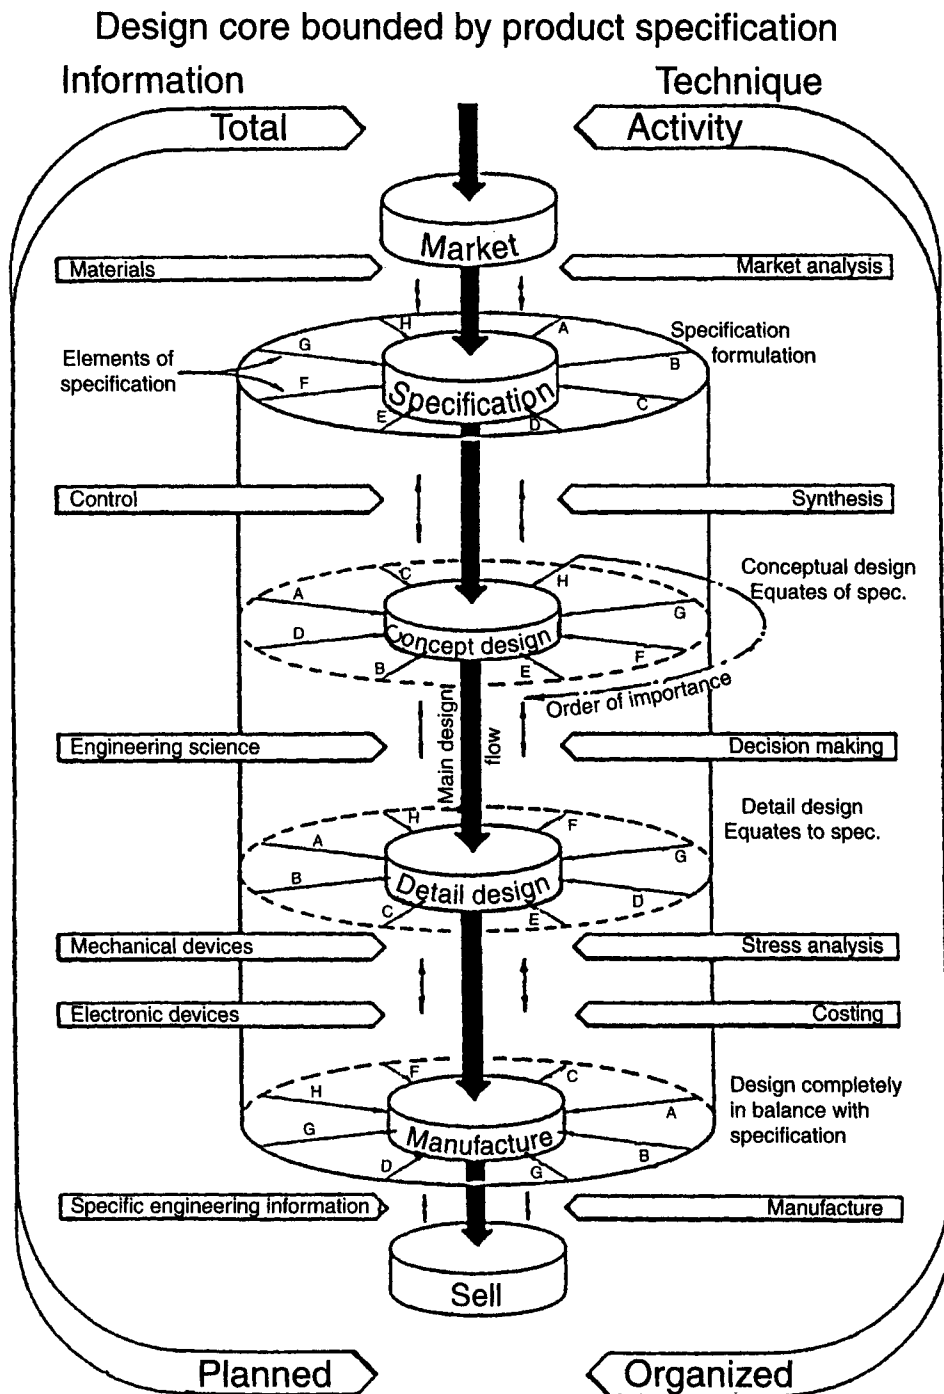 Design core bounded by product specification
Information
Technique
Total
Activity
Market
Materials
Market analysis
H
A
G
B
Specification
formulation
Elements of
specification
F
C
Specification
E
D
Control
Synthesis
Conceptual design
Equates of spec.
C
H
A
G
D
F
Concept design
B
E
Order of importance
Main design
flow
Engineering science
Decision making
Detail design
Equates to spec.
H
F
A
G
B
D
Detail design
C
E
Mechanical devices
Stress analysis
Electronic devices
Costing
F
C
H
A
Design completely
in balance with
specification
G
B
Manufacture
D
G
Specific engineering information
Manufacture
Sell
Planned
Organized